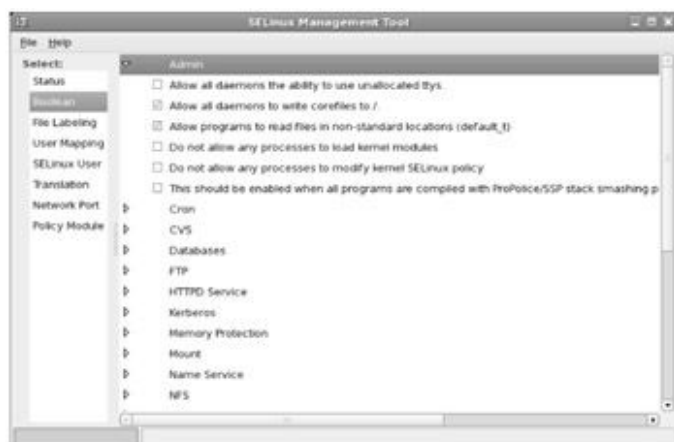 SELinux Management Tool
File Help
Select:
Status
Boolean
File Labeling
User Mapping
SELinux User
Translation
Network Port
Policy Module
Admin
Allow all daemons the ability to use unallocated ttys
Allow all daemons to write corefiles to /
Allow programs to read files in non-standard locations (default_t)
Do not allow any processes to load kernel modules
Do not allow any processes to modify kernel SELinux policy
This should be enabled when all programs are compiled with ProPolice/SSP stack smashing p
Cron
CVS
Databases
FTP
HTTPD Service
Kerberos
Memory Protection
Mount
Name Service
NFS